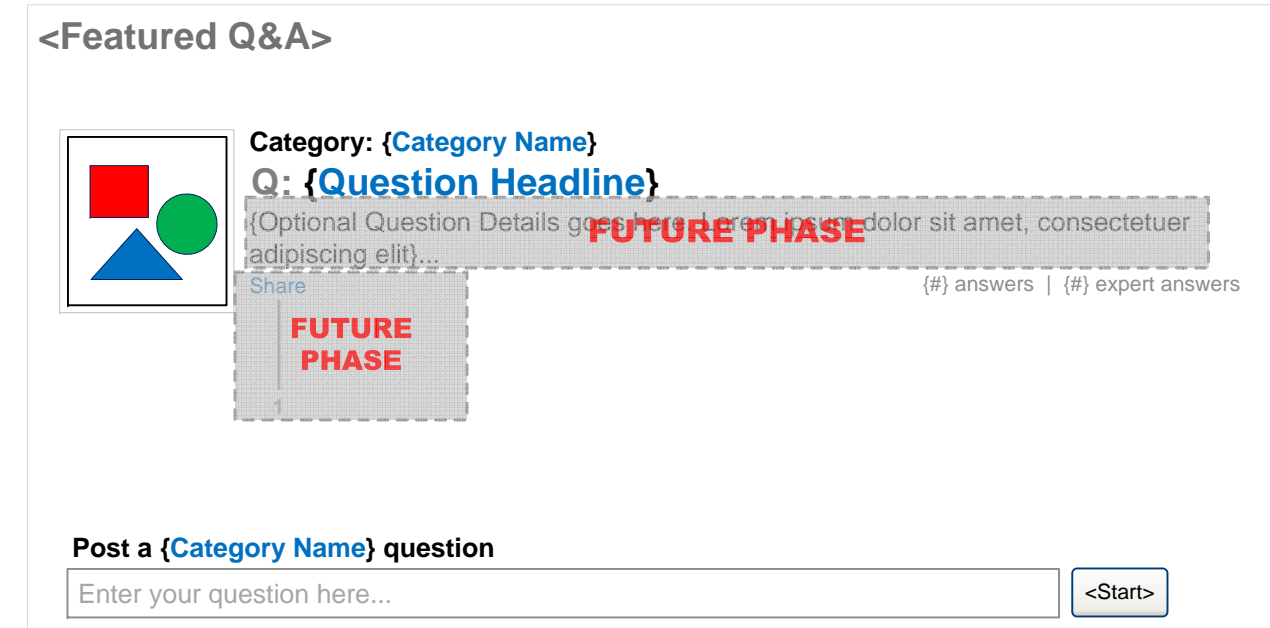 <Featured Q&A>
Category: {Category Name}
Q: {Question Headline}
{Optional Question Details goes here. Lorem ipsum dolor sit amet, consectetuer
adipiscing elit}...
FUTURE PHASE
Share
{#} answers | {#} expert answers
FUTURE
PHASE
1
Post a {Category Name} question
Enter your question here...
<Start>